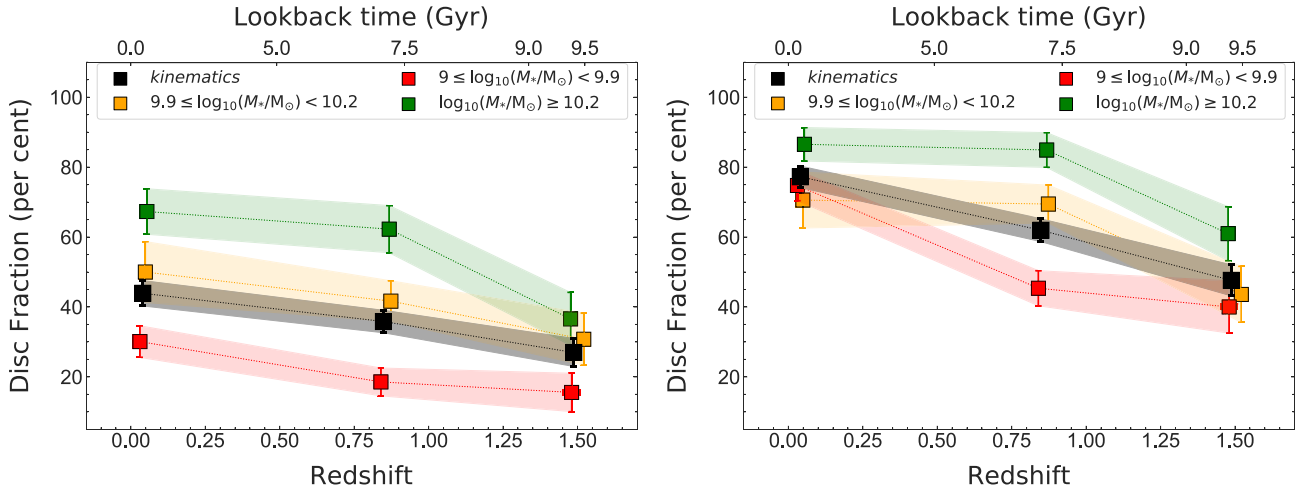 Lookback time (Gyr)
0.0 5.0 7.5 9.0 9.5
kinematics
9.9 ≤ log₁₀(M*/M⊙) < 10.2
9 ≤ log₁₀(M*/M⊙) < 9.9
log₁₀(M*/M⊙) ≥ 10.2
Disc Fraction (per cent)
100
80
60
40
20
0.00 0.25 0.50 0.75 1.00 1.25 1.50
Redshift
Lookback time (Gyr)
0.0 5.0 7.5 9.0 9.5
kinematics
9.9 ≤ log₁₀(M*/M⊙) < 10.2
9 ≤ log₁₀(M*/M⊙) < 9.9
log₁₀(M*/M⊙) ≥ 10.2
Disc Fraction (per cent)
100
80
60
40
20
0.00 0.25 0.50 0.75 1.00 1.25 1.50
Redshift